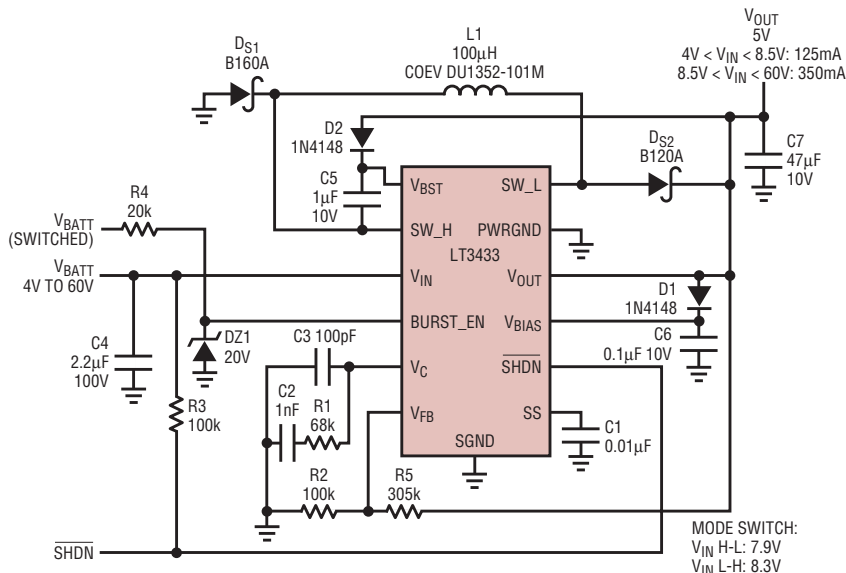 V_OUT
5V
4V < V_IN < 8.5V: 125mA
8.5V < V_IN < 60V: 350mA
L1
100µH
COEV DU1352-101M
D_S1
B160A
D2
1N4148
D_S2
B120A
C7
47µF
10V
C5
1µF
10V
R4
20k
V_BATT
(SWITCHED)
V_BATT
4V TO 60V
V_BST
SW_L
SW_H
PWRGND
LT3433
V_IN
V_OUT
BURST_EN
V_BIAS
V_C
SHDN
V_FB
SS
SGND
D1
1N4148
C6
0.1µF 10V
C4
2.2µF
100V
DZ1
20V
C3 100pF
C2
1nF
R1
68k
R3
100k
C1
0.01µF
R2
100k
R5
305k
SHDN
MODE SWITCH:
V_IN H-L: 7.9V
V_IN L-H: 8.3V